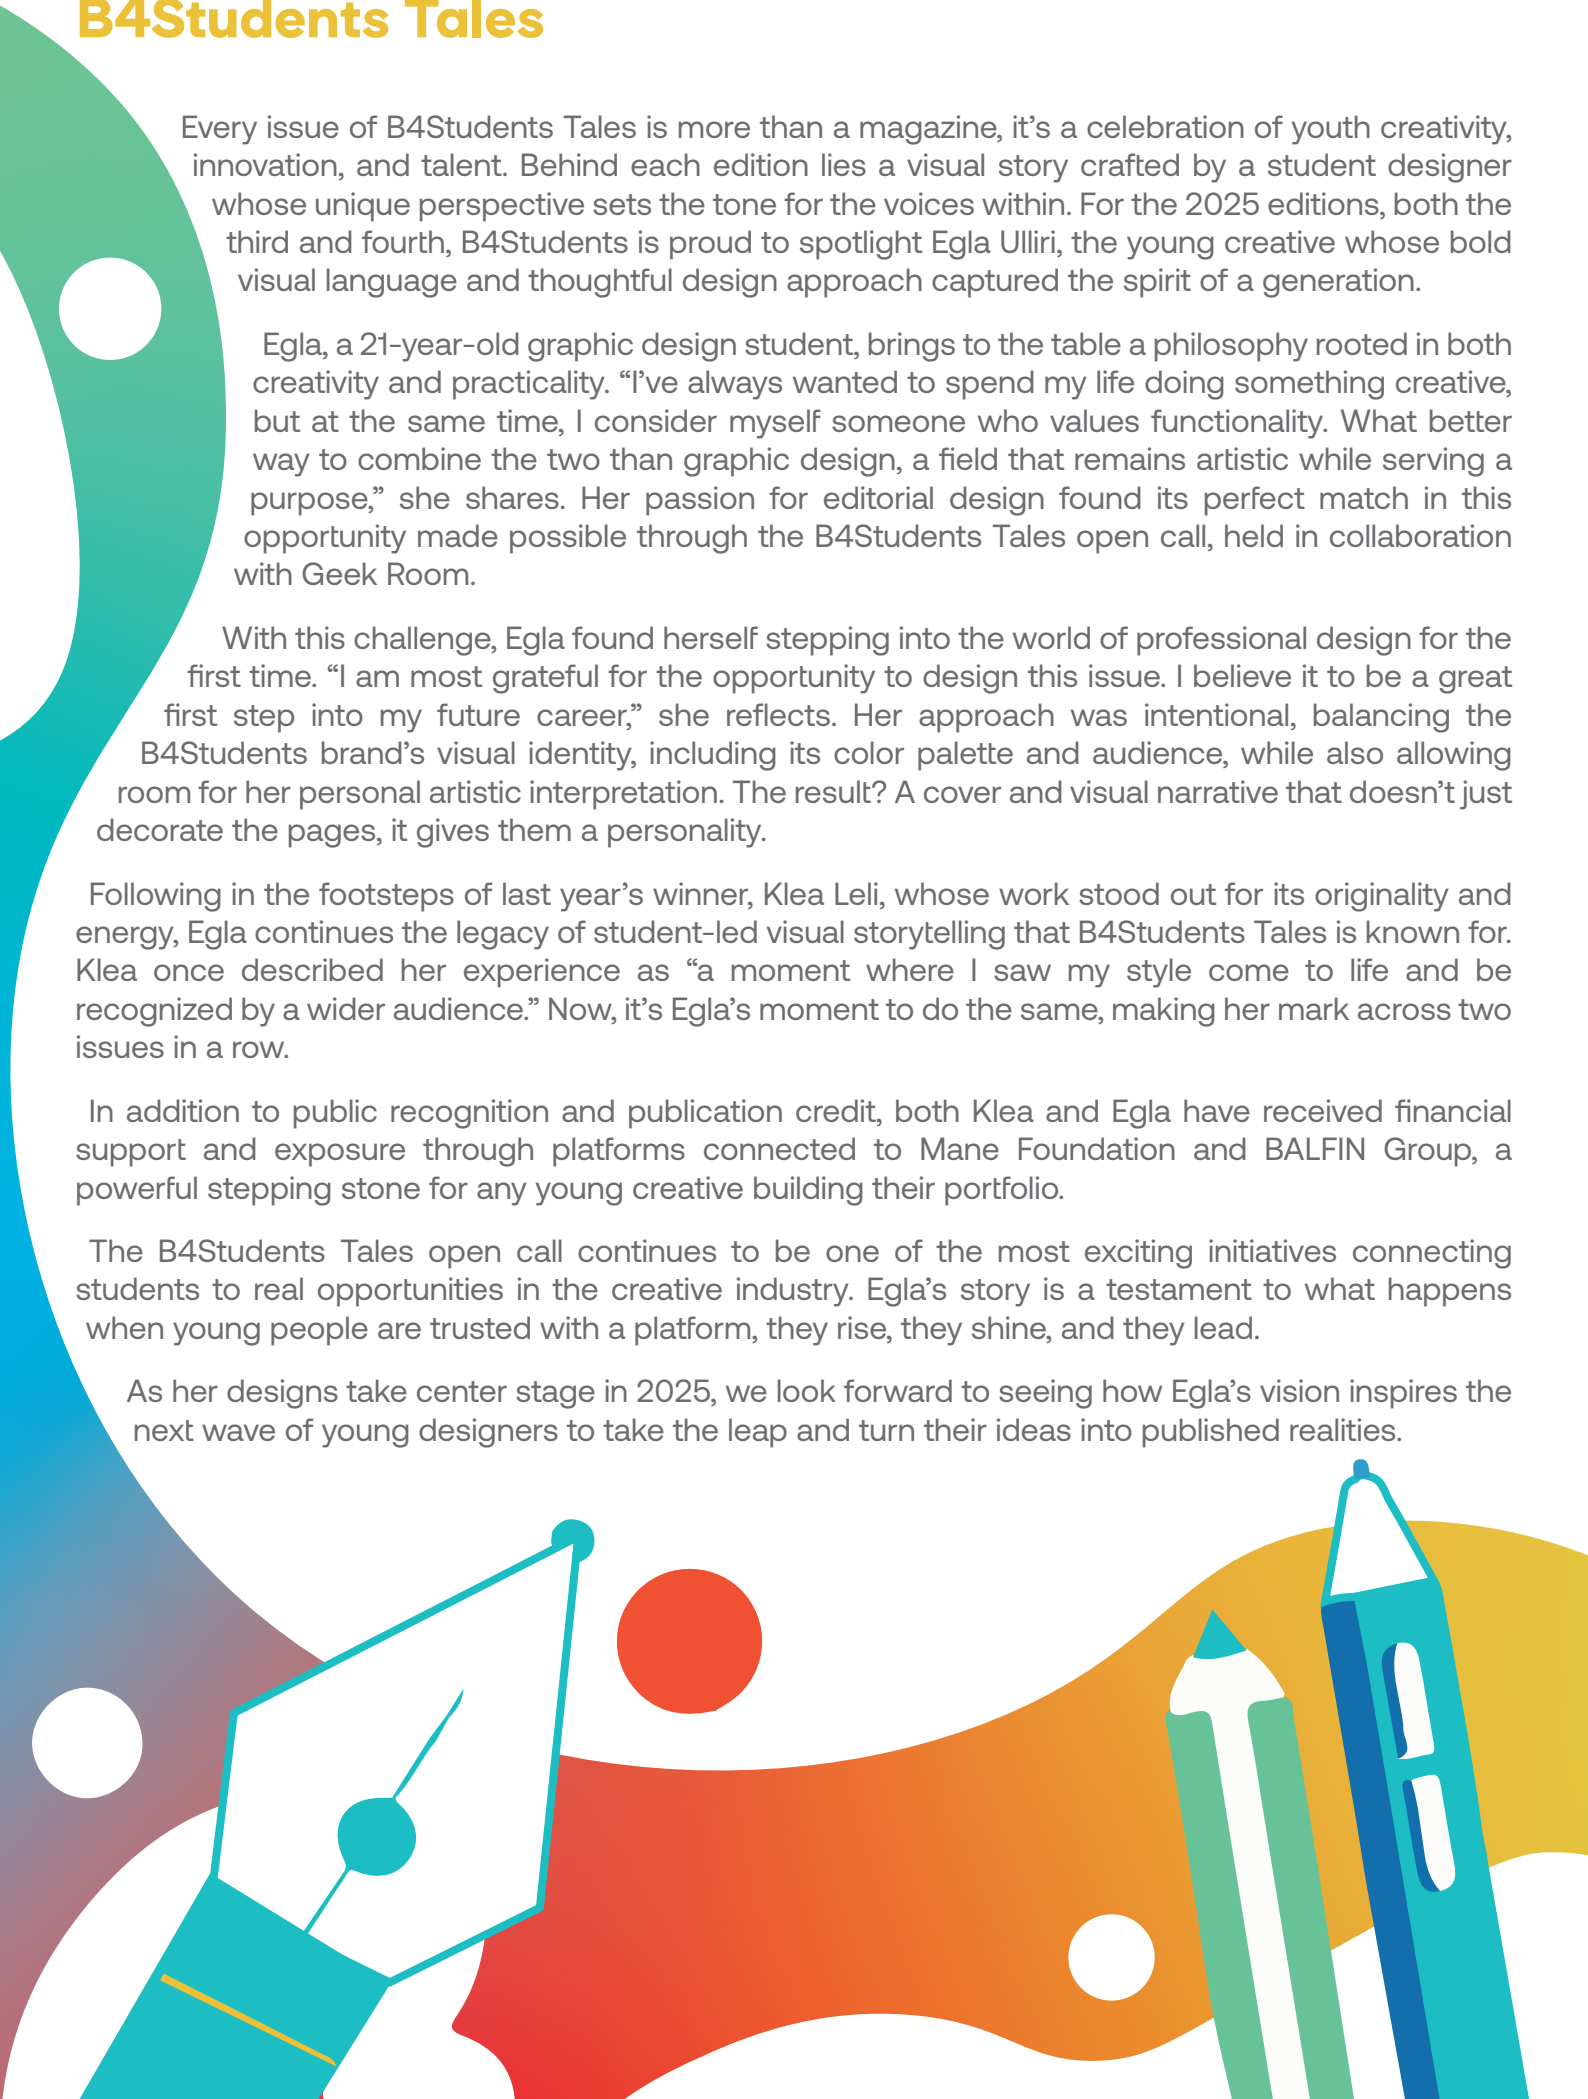 B4Students Tales
Every issue of B4Students Tales is more than a magazine, it’s a celebration of youth creativity,
innovation, and talent. Behind each edition lies a visual story crafted by a student designer
whose unique perspective sets the tone for the voices within. For the 2025 editions, both the
third and fourth, B4Students is proud to spotlight Egla Ulliri, the young creative whose bold
visual language and thoughtful design approach captured the spirit of a generation.
Egla, a 21-year-old graphic design student, brings to the table a philosophy rooted in both
creativity and practicality. “I’ve always wanted to spend my life doing something creative,
but at the same time, I consider myself someone who values functionality. What better
way to combine the two than graphic design, a field that remains artistic while serving a
purpose,” she shares. Her passion for editorial design found its perfect match in this
opportunity made possible through the B4Students Tales open call, held in collaboration
with Geek Room.
With this challenge, Egla found herself stepping into the world of professional design for the
first time. “I am most grateful for the opportunity to design this issue. I believe it to be a great
first step into my future career,” she reflects. Her approach was intentional, balancing the
B4Students brand’s visual identity, including its color palette and audience, while also allowing
room for her personal artistic interpretation. The result? A cover and visual narrative that doesn’t just
decorate the pages, it gives them a personality.
Following in the footsteps of last year’s winner, Klea Leli, whose work stood out for its originality and
energy, Egla continues the legacy of student-led visual storytelling that B4Students Tales is known for.
Klea once described her experience as “a moment where I saw my style come to life and be
recognized by a wider audience.” Now, it’s Egla’s moment to do the same, making her mark across two
issues in a row.
In addition to public recognition and publication credit, both Klea and Egla have received financial
support and exposure through platforms connected to Mane Foundation and BALFIN Group, a
powerful stepping stone for any young creative building their portfolio.
The B4Students Tales open call continues to be one of the most exciting initiatives connecting
students to real opportunities in the creative industry. Egla’s story is a testament to what happens
when young people are trusted with a platform, they rise, they shine, and they lead.
As her designs take center stage in 2025, we look forward to seeing how Egla’s vision inspires the
next wave of young designers to take the leap and turn their ideas into published realities.